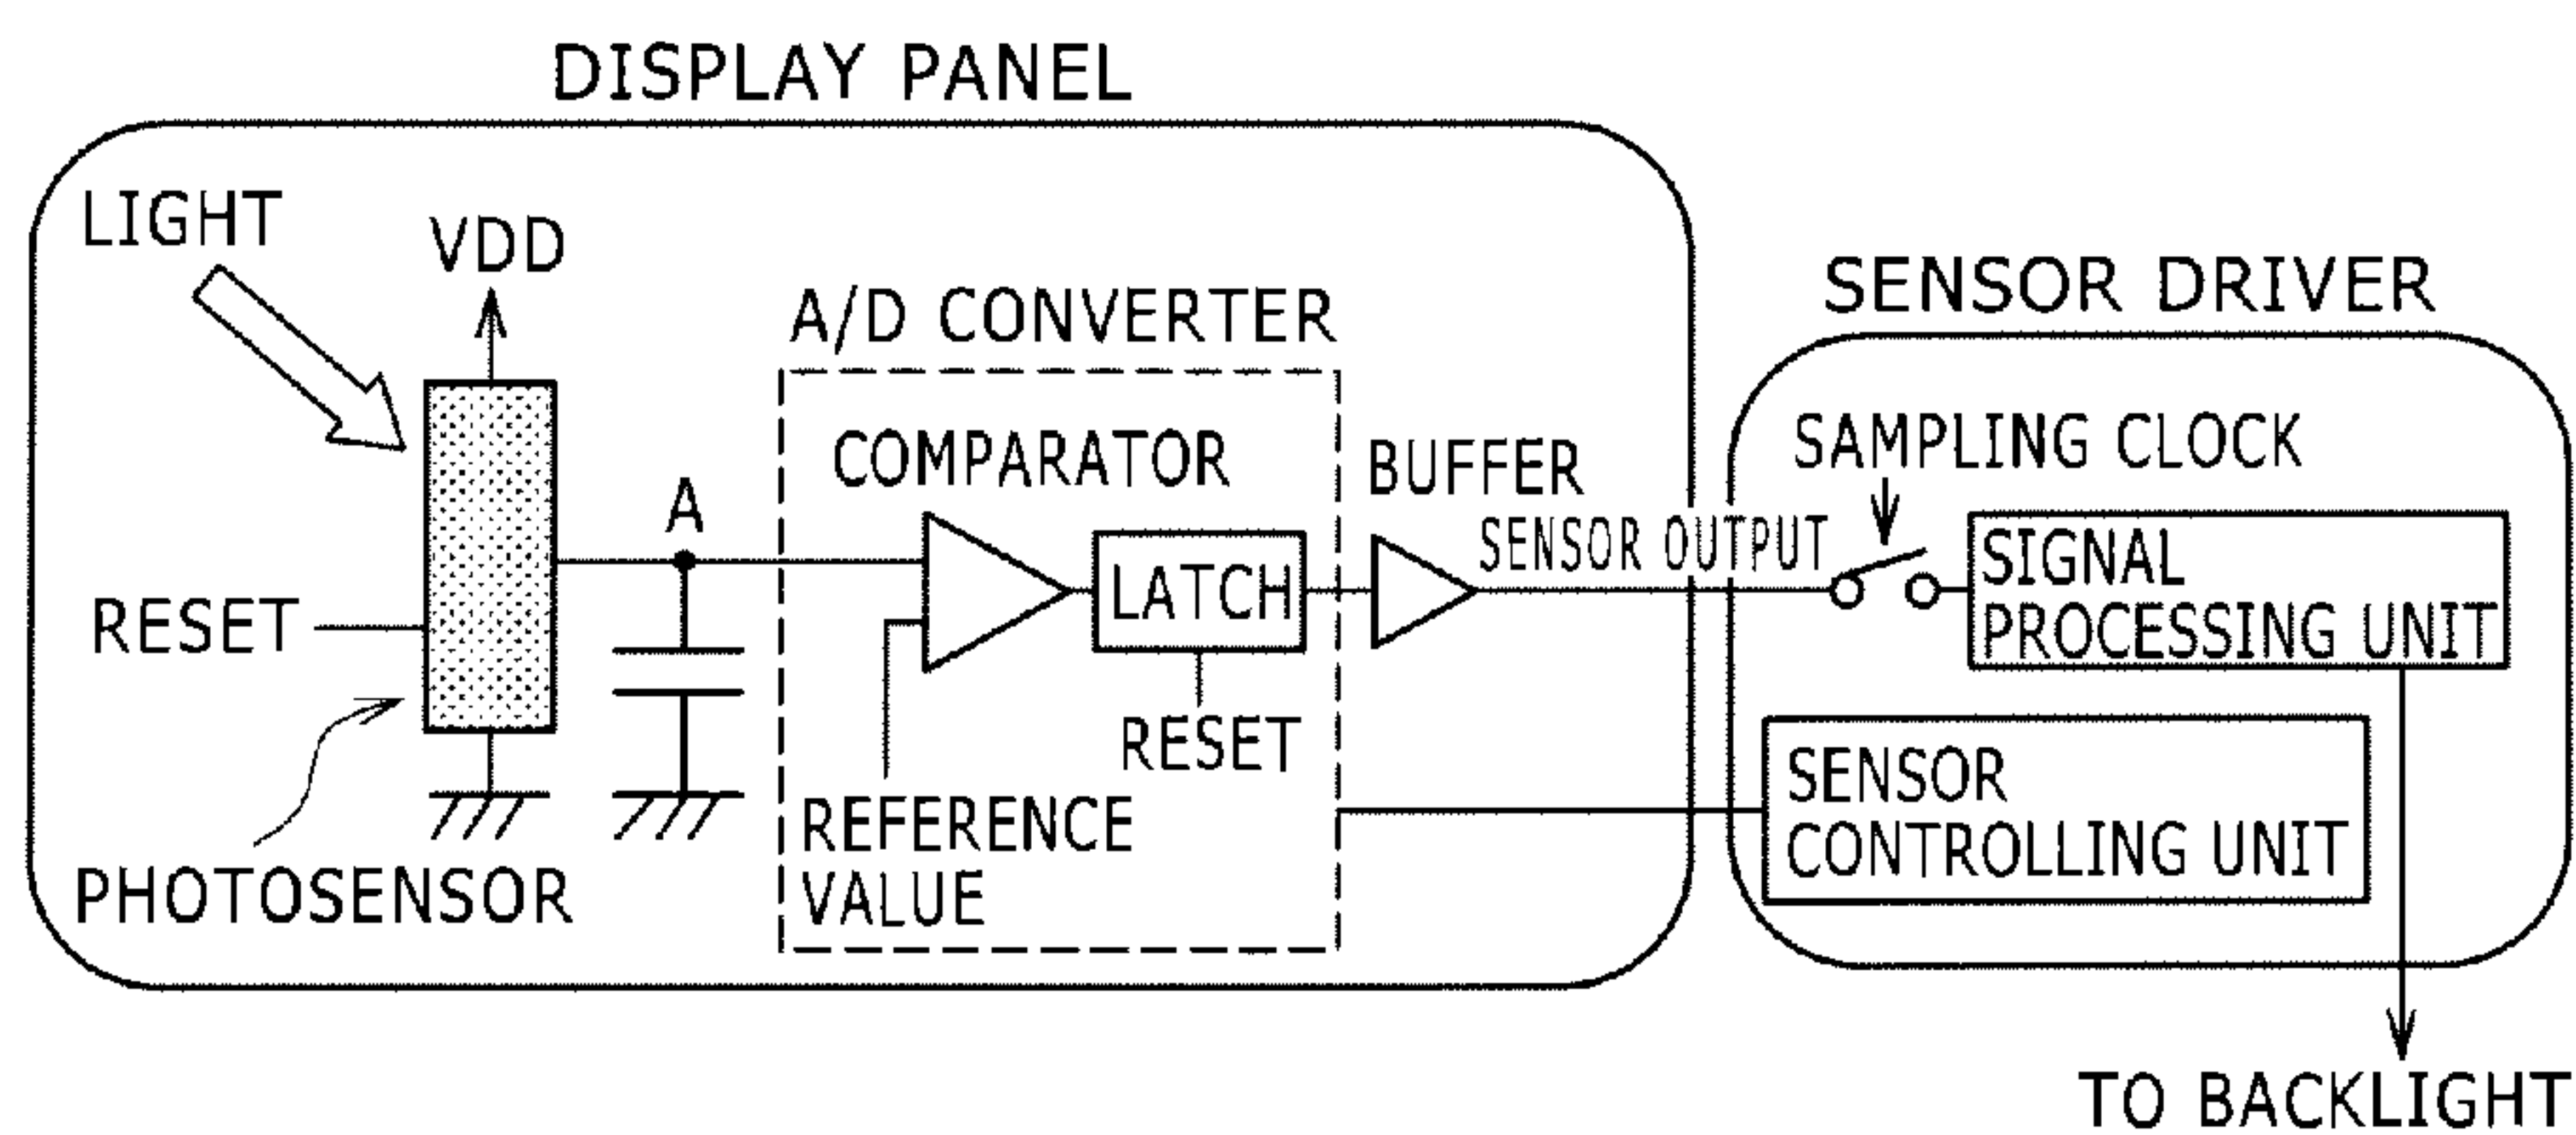 DISPLAY PANEL
LIGHT
VDD
A/D CONVERTER
SENSOR DRIVER
COMPARATOR
BUFFER
SAMPLING CLOCK
A
SENSOR OUTPUT
LATCH
SIGNAL
PROCESSING UNIT
RESET
RESET
REFERENCE
VALUE
SENSOR
CONTROLLING UNIT
PHOTOSENSOR
TO BACKLIGHT